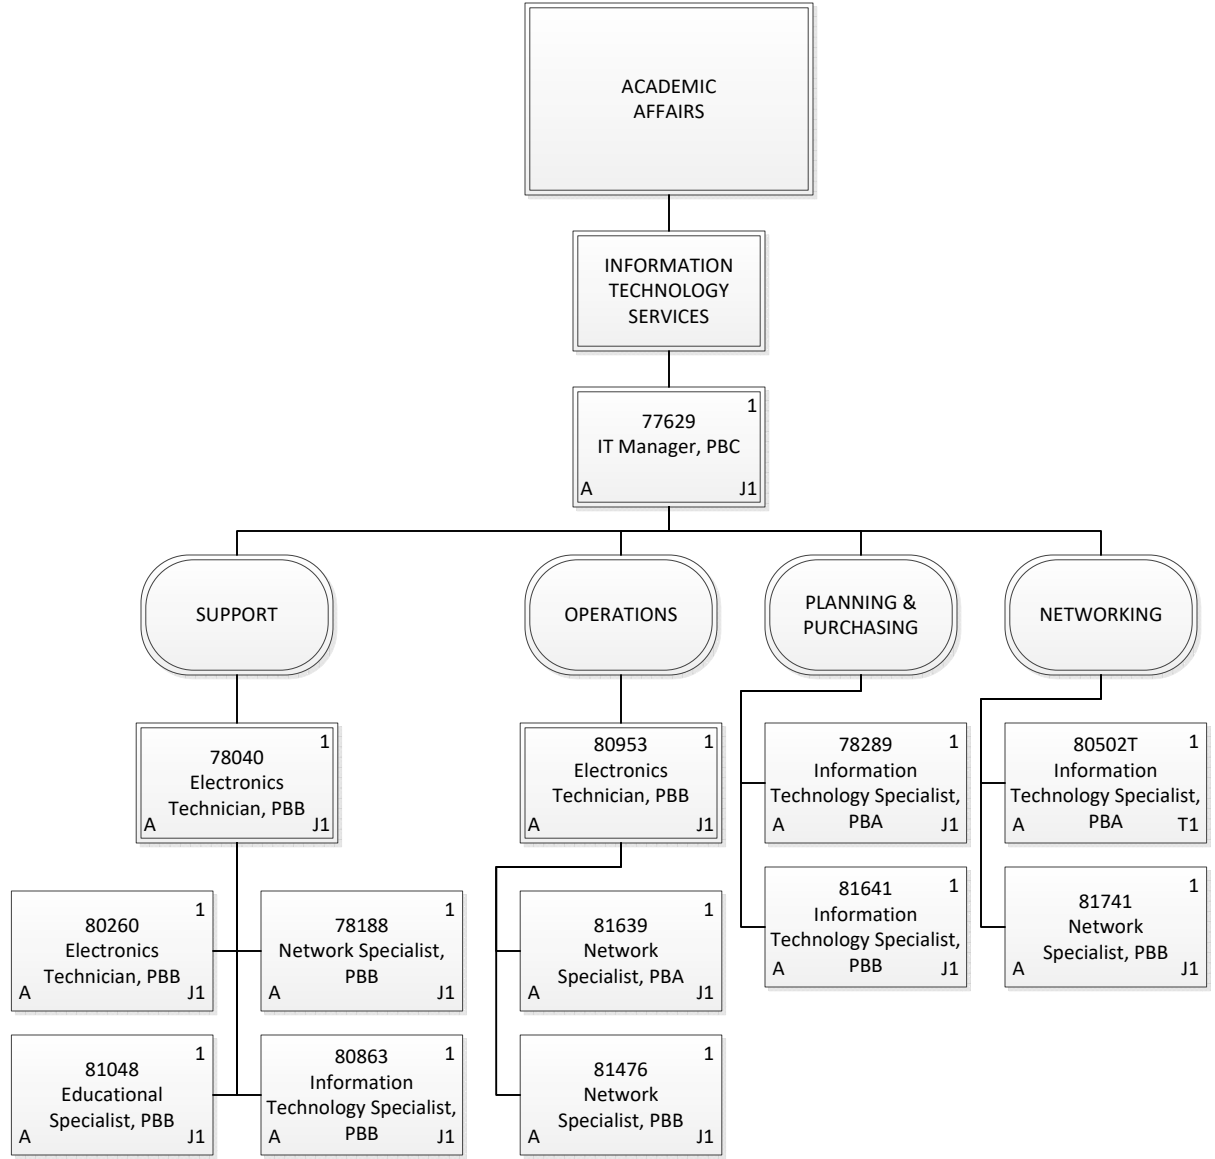 ACADEMIC
AFFAIRS
INFORMATION
TECHNOLOGY
SERVICES
1
77629
IT Manager, PBC
A J1
SUPPORT
OPERATIONS
PLANNING &
PURCHASING
NETWORKING
1
78040
Electronics
Technician, PBB
A J1
1
80953
Electronics
Technician, PBB
A J1
1
78289
Information
Technology Specialist,
PBA
A J1
1
80502T
Information
Technology Specialist,
PBA
A T1
1
80260
Electronics
Technician, PBB
A J1
1
78188
Network Specialist,
PBB
A J1
1
81639
Network
Specialist, PBA
A J1
1
81641
Information
Technology Specialist,
PBB
A J1
1
81741
Network
Specialist, PBB
A J1
1
81048
Educational
Specialist, PBB
A J1
1
80863
Information
Technology Specialist,
PBB
A J1
1
81476
Network
Specialist, PBB
A J1